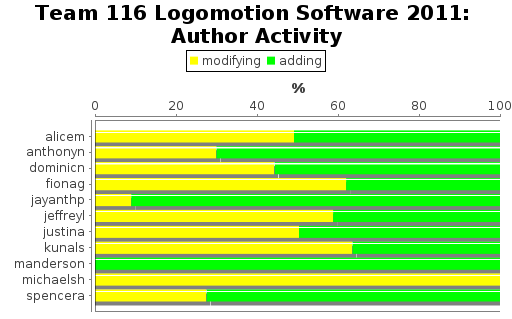 Team 116 Logomotion Software 2011:
Author Activity
modifying adding
%
0 20 40 60 80 100
alicem
anthonyn
dominicn
fionag
jayanthp
jeffreyl
justina
kunals
manderson
michaelsh
spencera